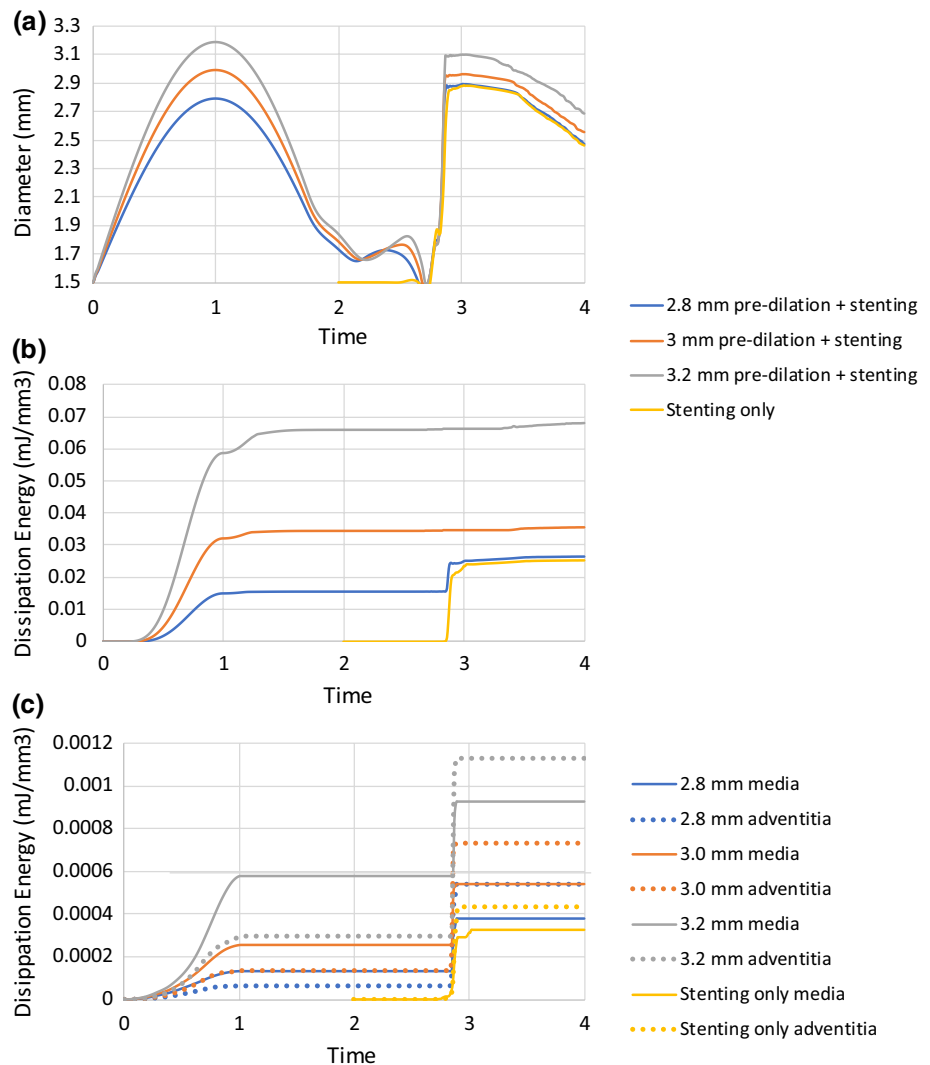 (a)
Diameter (mm)
3.3
3.1
2.9
2.7
2.5
2.3
2.1
1.9
1.7
1.5
0 1 2 3 4
Time
2.8 mm pre-dilation + stenting
3 mm pre-dilation + stenting
3.2 mm pre-dilation + stenting
Stenting only
(b)
Dissipation Energy (mJ/mm3)
0.08
0.07
0.06
0.05
0.04
0.03
0.02
0.01
0
0 1 2 3 4
Time
(c)
Disippation Energy (mJ/mm3)
0.0012
0.001
0.0008
0.0006
0.0004
0.0002
0
0 1 2 3 4
Time
2.8 mm media
2.8 mm adventitia
3.0 mm media
3.0 mm adventitia
3.2 mm media
3.2 mm adventitia
Stenting only media
Stenting only adventitia